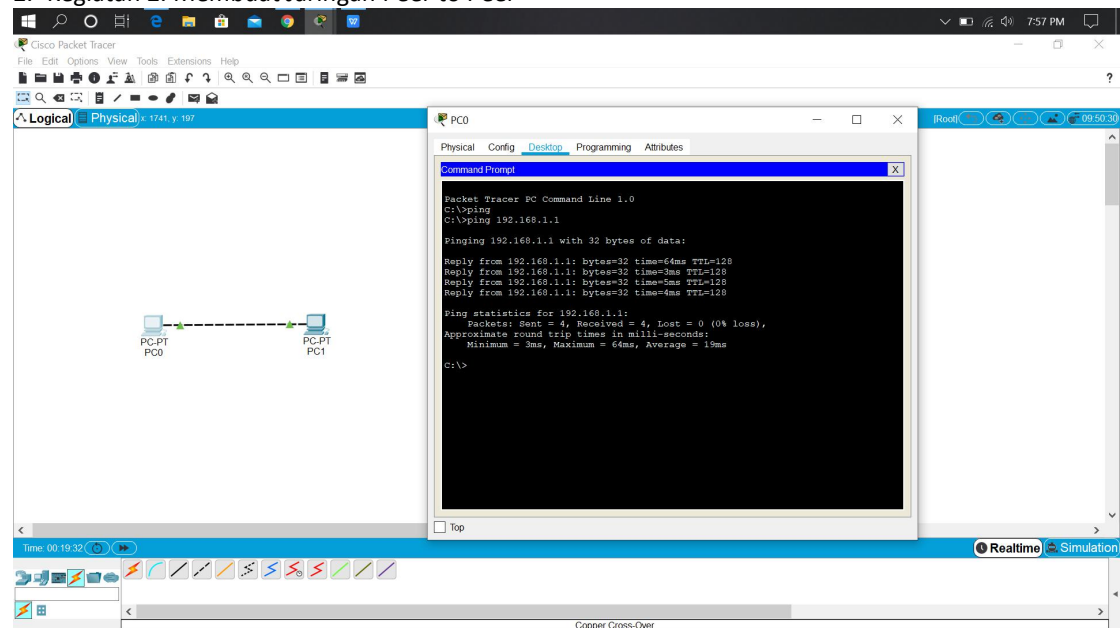 7:57 PM
Cisco Packet Tracer
File Edit Options View Tools Extensions Help
?
Logical Physical x: 1741, y: 197
[Root] 09:50:30
PC0
Physical Config Desktop Programming Attributes
Command Prompt X
Packet Tracer PC Command Line 1.0
C:\>ping
C:\>ping 192.168.1.1
Pinging 192.168.1.1 with 32 bytes of data:
Reply from 192.168.1.1: bytes=32 time=64ms TTL=128
Reply from 192.168.1.1: bytes=32 time=3ms TTL=128
Reply from 192.168.1.1: bytes=32 time=5ms TTL=128
Reply from 192.168.1.1: bytes=32 time=4ms TTL=128
Ping statistics for 192.168.1.1:
Packets: Sent = 4, Received = 4, Lost = 0 (0% loss),
Approximate round trip times in milli-seconds:
Minimum = 3ms, Maximum = 64ms, Average = 19ms
C:\>
PC-PT
PC0
PC-PT
PC1
Top
Time: 00:19:32
Realtime Simulation
Copper Cross-Over